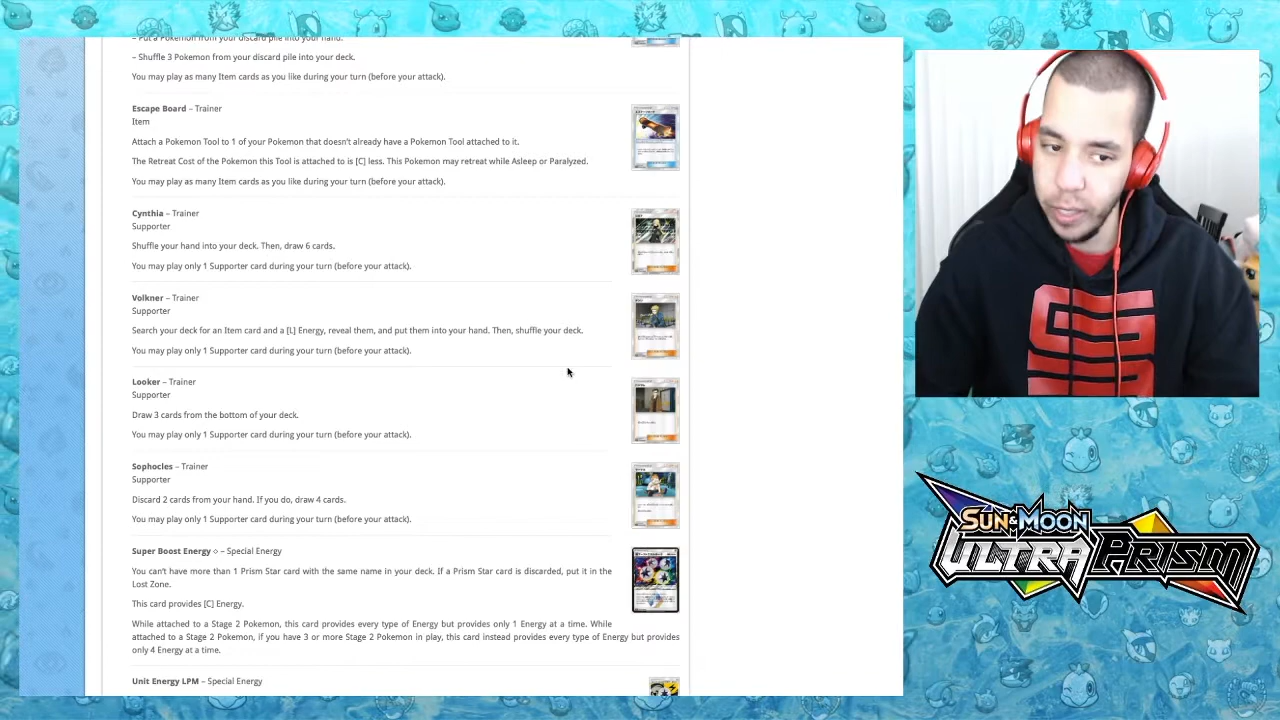 – Put a Pokemon from your discard pile into your hand.
– Shuffle 3 Pokemon from your discard pile into your deck.
You may play as many Item cards as you like during your turn (before your attack).
Escape Board – Trainer
Item
Attach a Pokemon Tool to 1 of your Pokemon that doesn't already have a Pokemon Tool attached to it.
The Retreat Cost of the Pokemon this Tool is attached to is [C] less. This Pokemon may retreat while Asleep or Paralyzed.
You may play as many Item cards as you like during your turn (before your attack).
Cynthia – Trainer
Supporter
Shuffle your hand into your deck. Then, draw 6 cards.
You may play only 1 Supporter card during your turn (before your attack).
Volkner – Trainer
Supporter
Search your deck for an Item card and a [L] Energy, reveal them, and put them into your hand. Then, shuffle your deck.
You may play only 1 Supporter card during your turn (before your attack).
Looker – Trainer
Supporter
Draw 3 cards from the bottom of your deck.
You may play only 1 Supporter card during your turn (before your attack).
Sophocles – Trainer
Supporter
Discard 2 cards from your hand. If you do, draw 4 cards.
You may play only 1 Supporter card during your turn (before your attack).
Super Boost Energy ◇ – Special Energy
You can't have more than 1 Prism Star card with the same name in your deck. If a Prism Star card is discarded, put it in the
Lost Zone.
This card provides [C] Energy.
While attached to a Stage 2 Pokemon, this card provides every type of Energy but provides only 1 Energy at a time. While
attached to a Stage 2 Pokemon, if you have 3 or more Stage 2 Pokemon in play, this card instead provides every type of Energy but provides
only 4 Energy at a time.
Unit Energy LPM – Special Energy
SUN & MOON
ULTRA PRISM